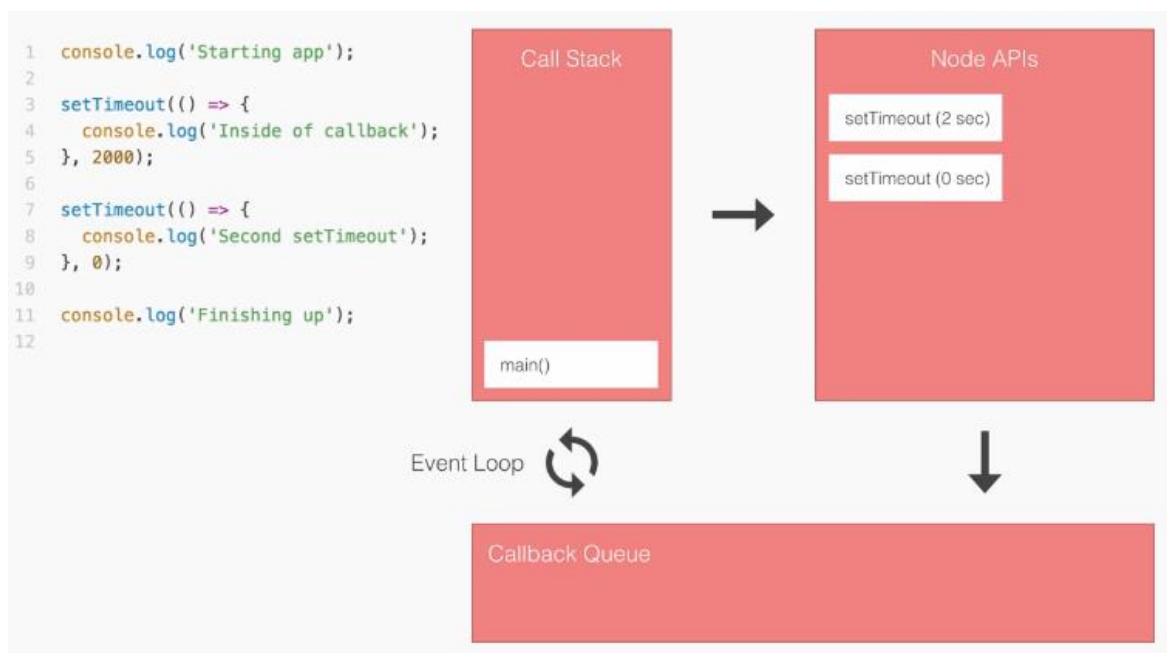 1 console.log('Starting app');
2
3 setTimeout(() => {
4   console.log('Inside of callback');
5 }, 2000);
6
7 setTimeout(() => {
8   console.log('Second setTimeout');
9 }, 0);
10
11 console.log('Finishing up');
12
Call Stack
main()
Node APIs
setTimeout (2 sec)
setTimeout (0 sec)
Event Loop
Callback Queue